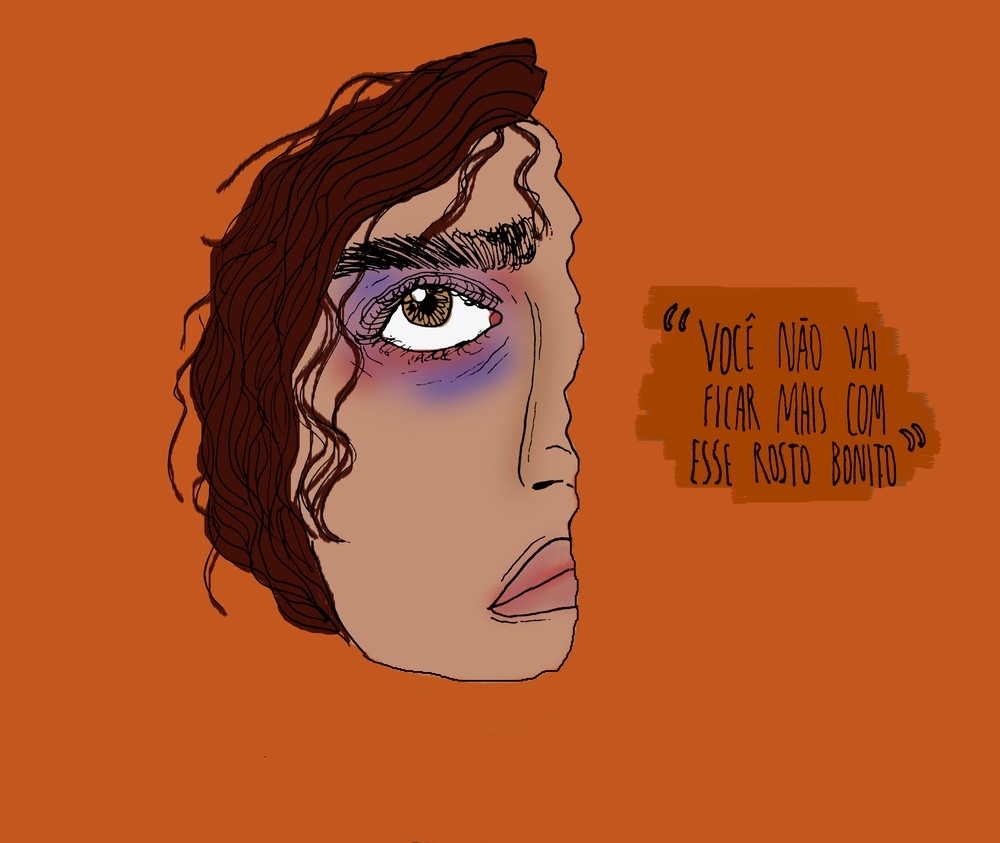 “VOCÊ NÃO VAI
FICAR MAIS COM
ESSE ROSTO BONITO”